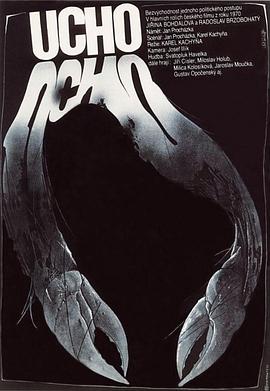 UCHO
Bezvýchodnost jednoho politického postupu
V hlavních rolích českého filmu z roku 1970
JIŘINA BOHDALOVÁ a RADOSLAV BRZOBOHATÝ
Námět: Jan Procházka
Scénář: Jan Procházka, Karel Kachyňa
Režie: KAREL KACHYŇA
Kamera: Josef Illík
Hudba: Svatopluk Havelka
dále hrají: Jiří Císler, Miloslav Holub,
Milica Kolosiková, Jaroslav Moučka,
Gustav Opočenský aj.